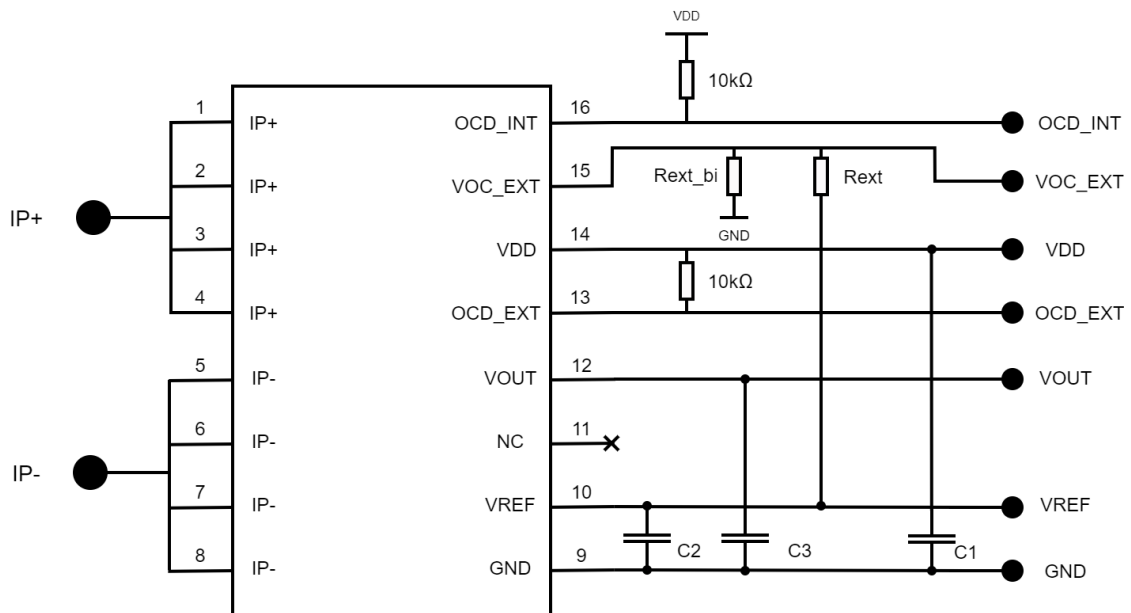 VDD
10kΩ
1 IP+ OCD_INT 16 OCD_INT
2 IP+ VOC_EXT 15 Rext_bi Rext VOC_EXT
IP+
GND
3 IP+ VDD 14 VDD
10kΩ
4 IP+ OCD_EXT 13 OCD_EXT
5 IP- VOUT 12 VOUT
6 IP- NC 11
IP-
7 IP- VREF 10 VREF
C2 C3 C1
8 IP- GND 9 GND